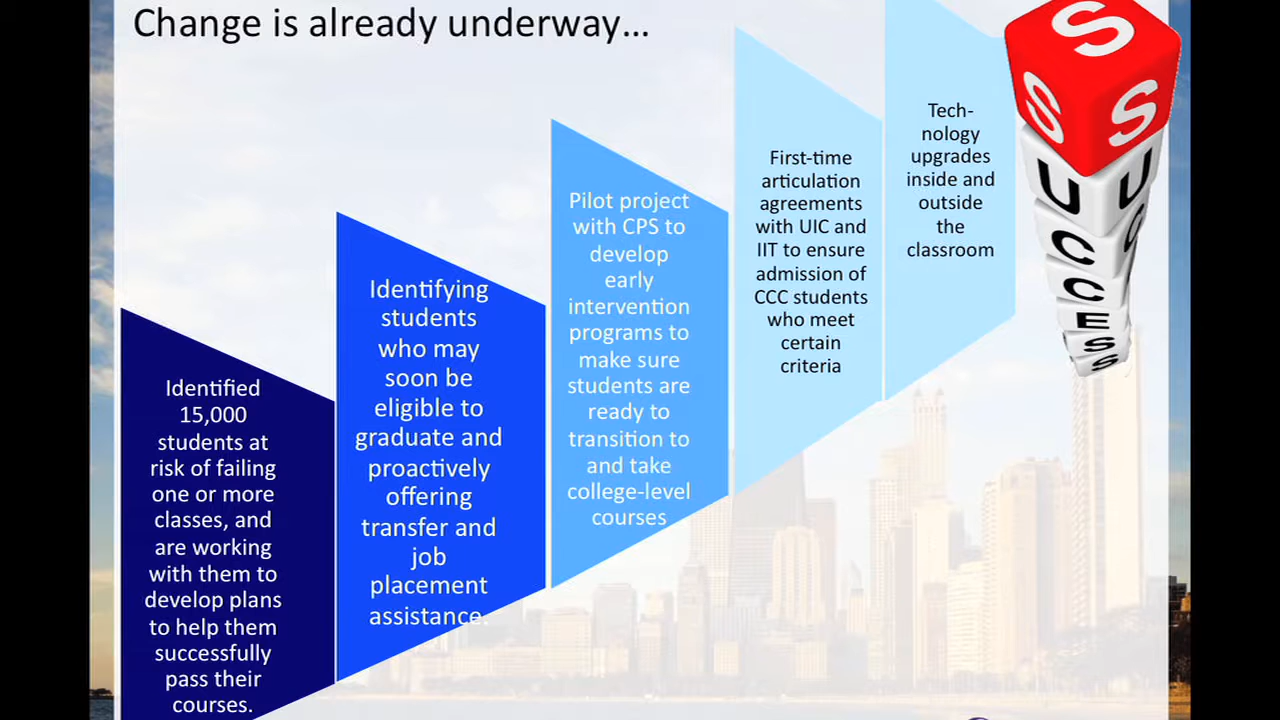 Change is already underway...
Identified
15,000
students at
risk of failing
one or more
classes, and
are working
with them to
develop plans
to help them
successfully
pass their
courses.
Identifying
students
who may
soon be
eligible to
graduate and
proactively
offering
transfer and
job
placement
assistance.
Pilot project
with CPS to
develop
early
intervention
programs to
make sure
students are
ready to
transition to
and take
college-level
courses
First-time
articulation
agreements
with UIC and
IIT to ensure
admission of
CCC students
who meet
certain
criteria
Tech-
nology
upgrades
inside and
outside
the
classroom
S
S S
U U
C C
C
E
S
S